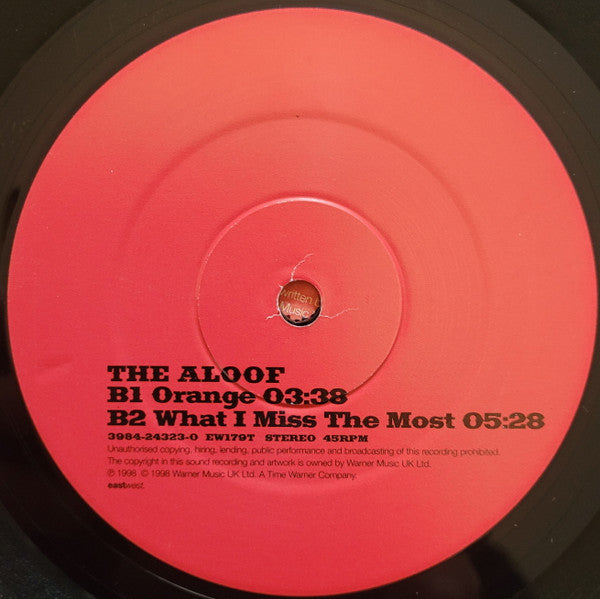 written b
Music
THE ALOOF
B1 Orange 03:38
B2 What I Miss The Most 05:28
3984-24323-0 EW179T STEREO 45RPM
Unauthorised copying, hiring, lending, public performance and broadcasting of this recording prohibited.
The copyright in this sound recording and artwork is owned by Warner Music UK Ltd.
℗ 1998 © 1998 Warner Music UK Ltd. A Time Warner Company.
eastwest.